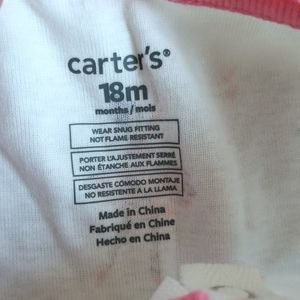 carter's®
18m
months / mois
WEAR SNUG FITTING
NOT FLAME RESISTANT
PORTER L'AJUSTEMENT SERRÉ
NON ÉTANCHE AUX FLAMMES
DESGASTE CÓMODO MONTAJE
NO RESISTENTE A LA LLAMA
Made in China
Fabriqué en Chine
Hecho en China